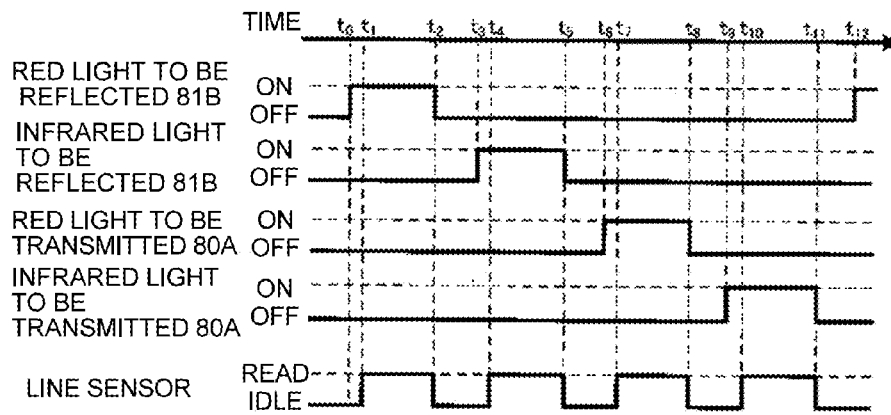 TIME t0 t1 t2 t3 t4 t5 t6 t7 t8 t9 t10 t11 t12
RED LIGHT TO BE
REFLECTED 81B
ON
OFF
INFRARED LIGHT
TO BE
REFLECTED 81B
ON
OFF
RED LIGHT TO BE
TRANSMITTED 80A
ON
OFF
INFRARED LIGHT
TO BE
TRANSMITTED 80A
ON
OFF
LINE SENSOR
READ
IDLE